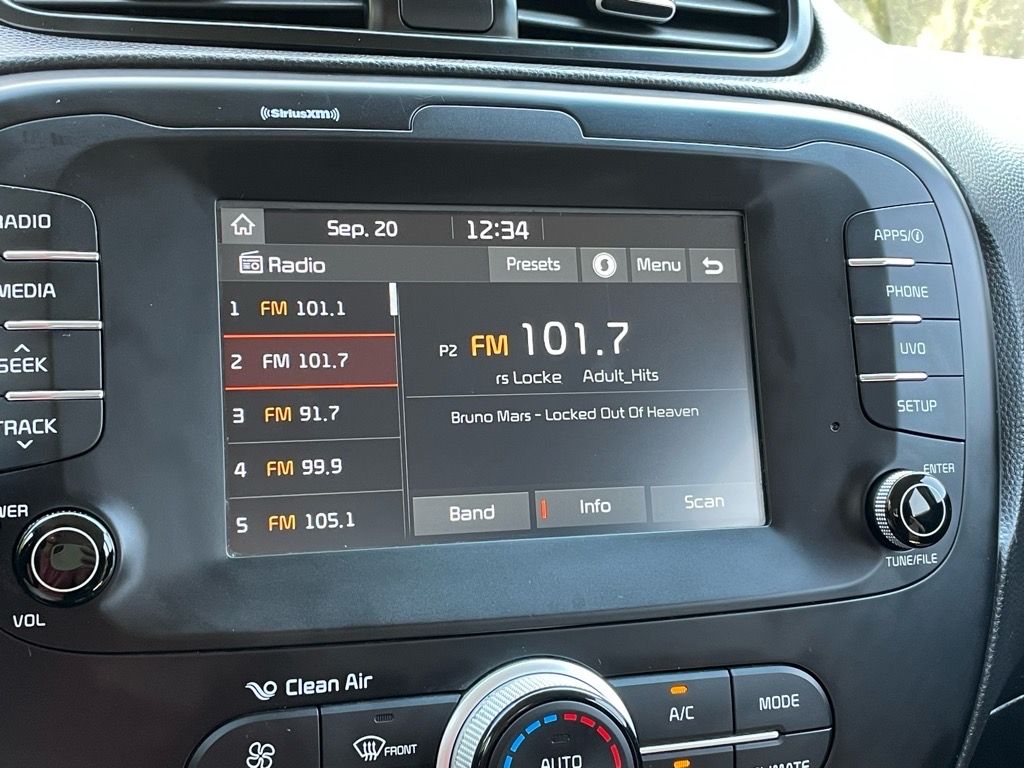 ((SiriusXM))
RADIO
MEDIA
SEEK
TRACK
VOL
Sep. 20 12:34
Radio Presets Menu
1 FM 101.1
2 FM 101.7
3 FM 91.7
4 FM 99.9
5 FM 105.1
P2 FM 101.7
rs Locke Adult_Hits
Bruno Mars - Locked Out Of Heaven
Band Info Scan
APPS/i
PHONE
UVO
SETUP
ENTER
TUNE/FILE
Clean Air
FRONT
AUTO
A/C
MODE
CLIMATE